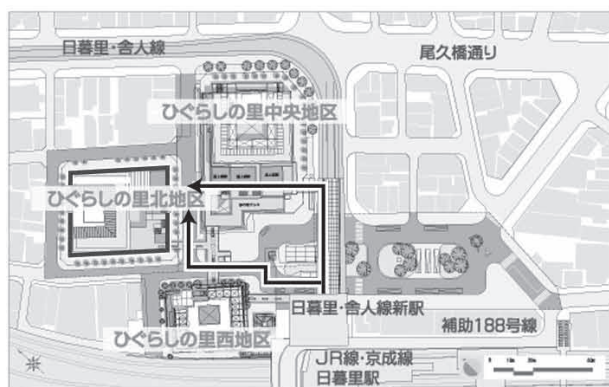 日暮里・舎人線
尾久橋通り
ひぐらしの里中央地区
ひぐらしの里北地区
日暮里・舎人線新駅
補助188号線
ひぐらしの里西地区
JR線・京成線
日暮里駅